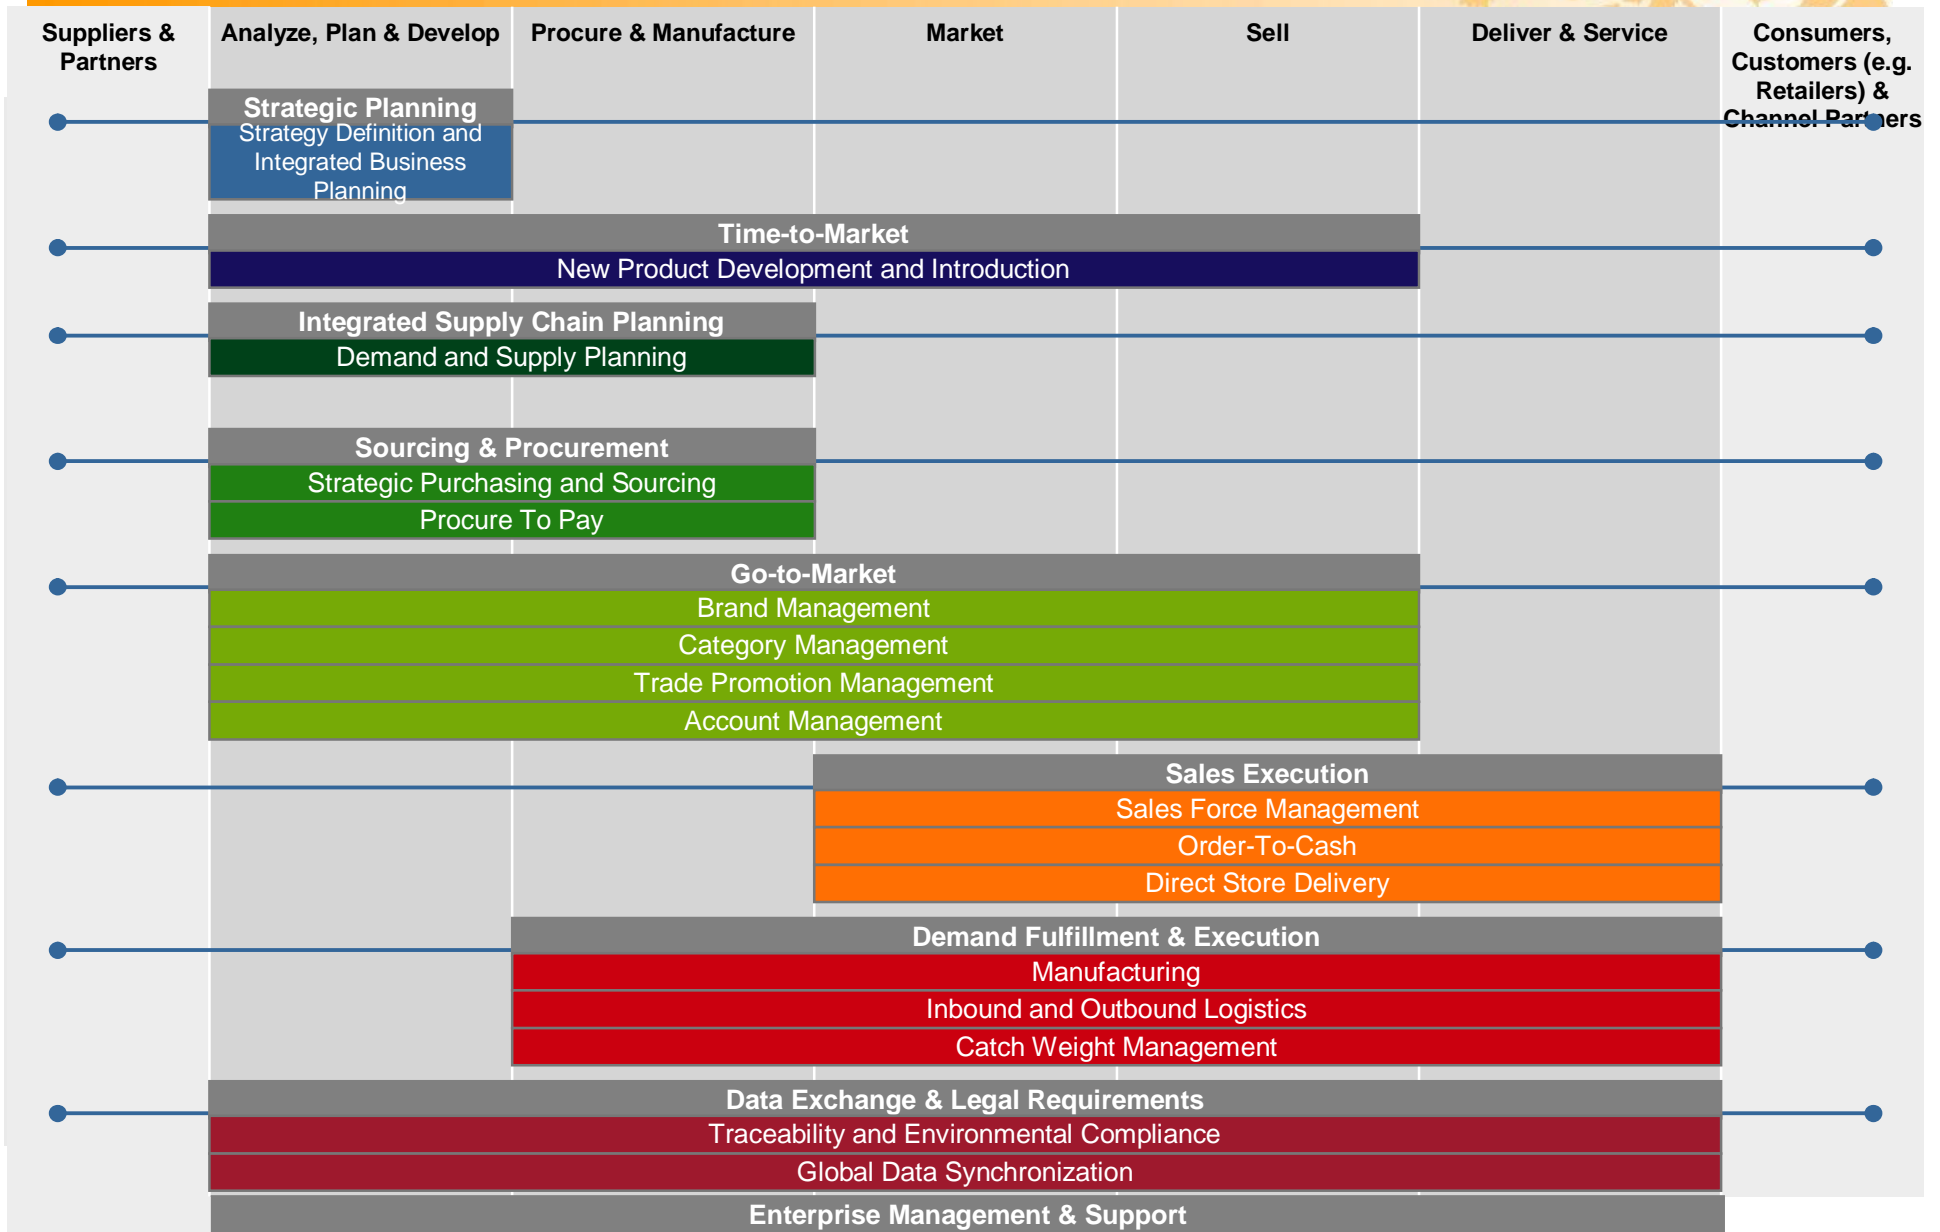 Suppliers &
Partners
Analyze, Plan & Develop
Procure & Manufacture
Market
Sell
Deliver & Service
Consumers,
Customers (e.g.
Retailers) &
Channel Partners
Strategic Planning
Strategy Definition and
Integrated Business
Planning
Time-to-Market
New Product Development and Introduction
Integrated Supply Chain Planning
Demand and Supply Planning
Sourcing & Procurement
Strategic Purchasing and Sourcing
Procure To Pay
Go-to-Market
Brand Management
Category Management
Trade Promotion Management
Account Management
Sales Execution
Sales Force Management
Order-To-Cash
Direct Store Delivery
Demand Fulfillment & Execution
Manufacturing
Inbound and Outbound Logistics
Catch Weight Management
Data Exchange & Legal Requirements
Traceability and Environmental Compliance
Global Data Synchronization
Enterprise Management & Support